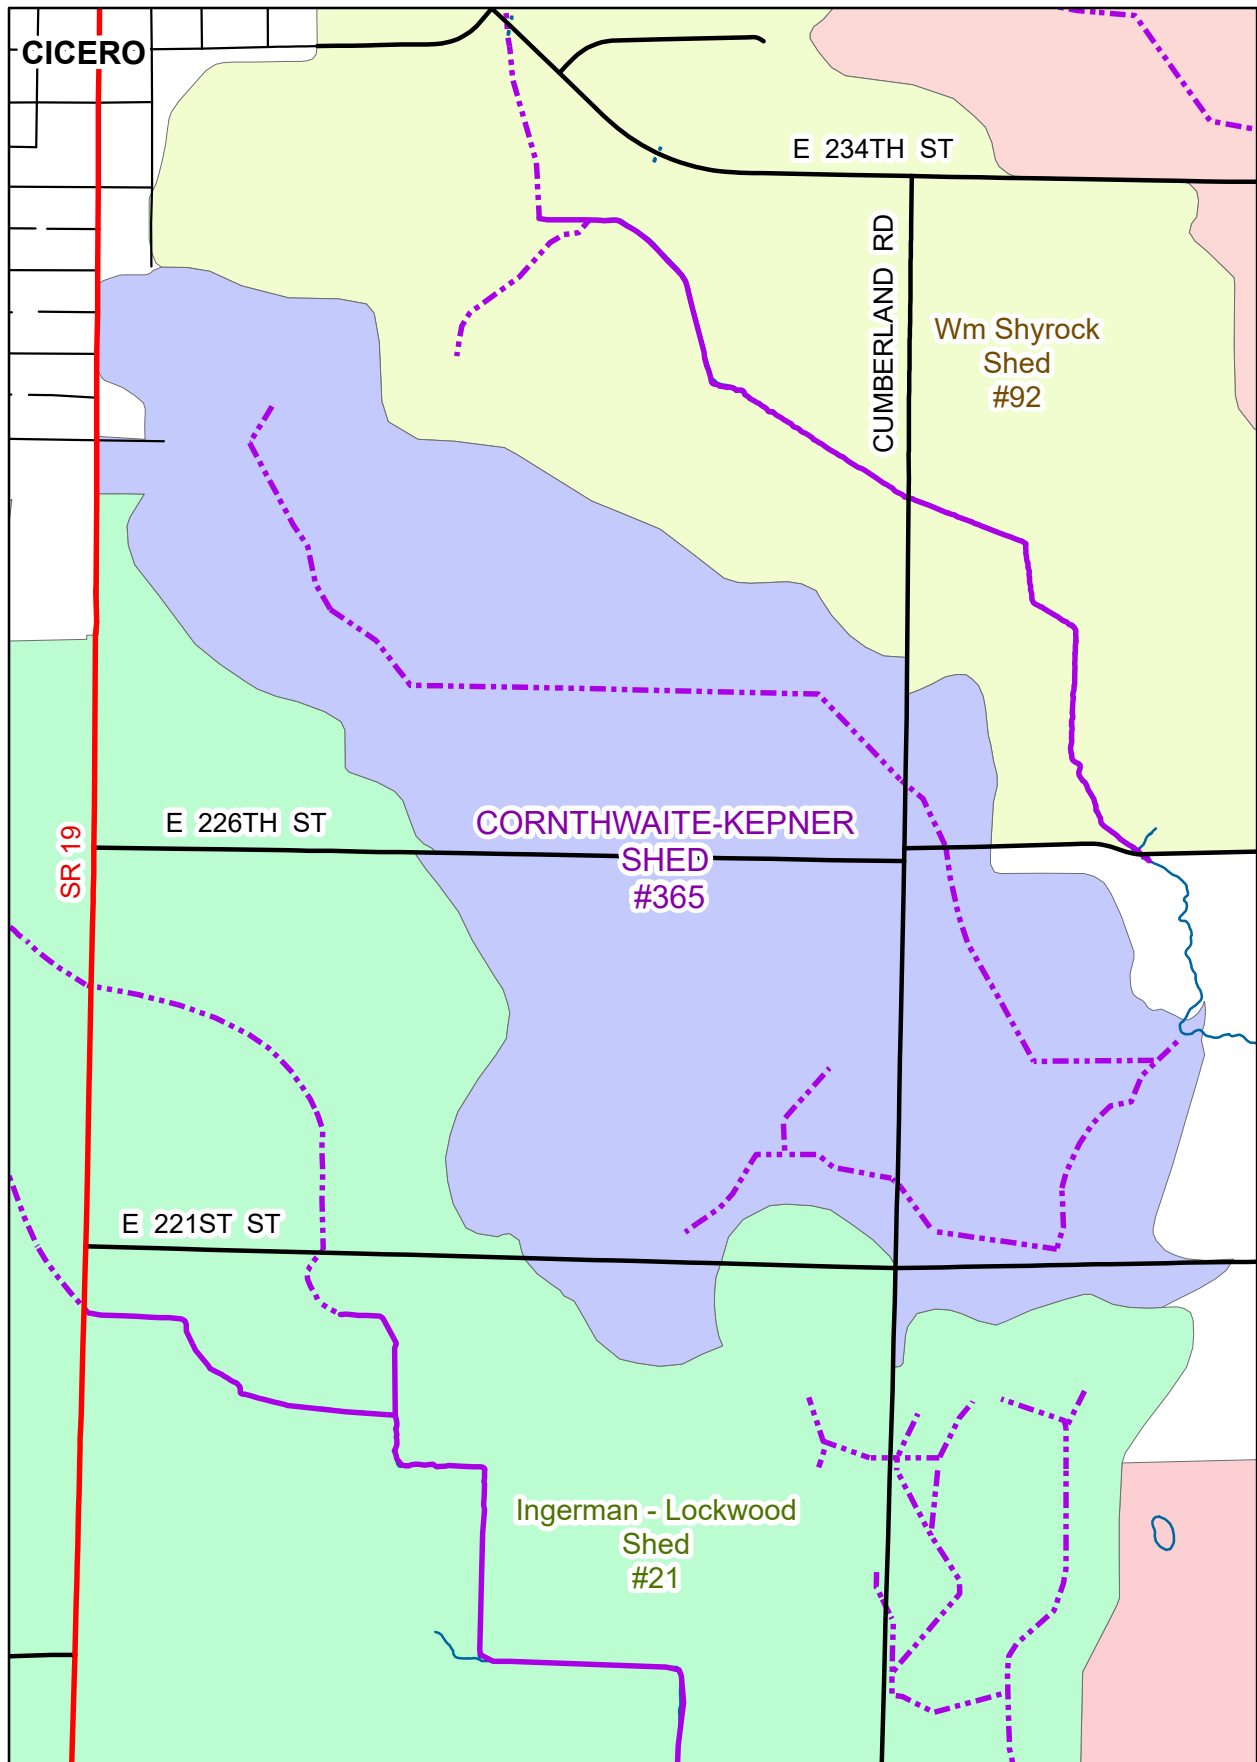 CICERO
E 234TH ST
CUMBERLAND RD
Wm Shyrock
Shed
#92
E 226TH ST
CORNTHWAITE-KEPNER
SHED
#365
SR 19
E 221ST ST
Ingerman - Lockwood
Shed
#21